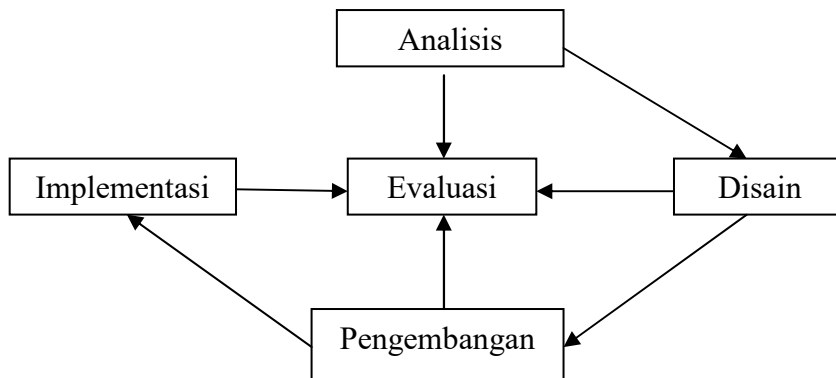 Analisis
Implementasi
Evaluasi
Disain
Pengembangan